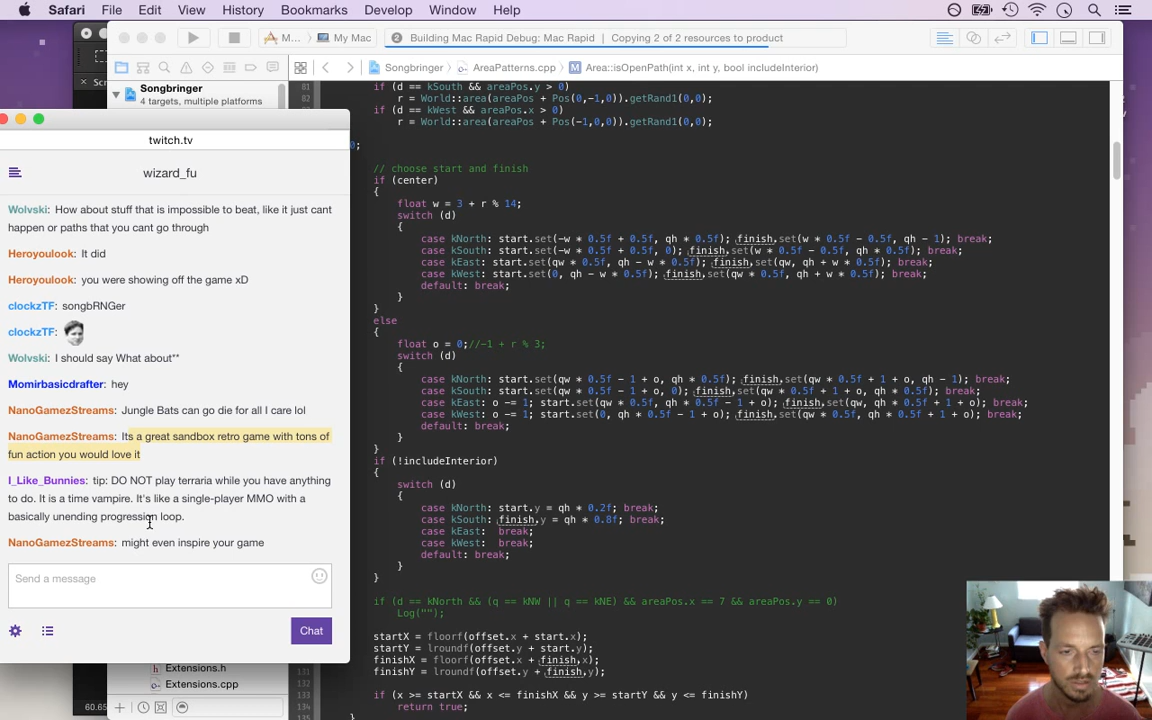 Safari File Edit View History Bookmarks Develop Window Help
M... My Mac
2 Building Mac Rapid Debug: Mac Rapid | Copying 2 of 2 resources to product
Songbringer AreaPatterns.cpp M Area::isOpenPath(int x, int y, bool includeInterior)
Songbringer
4 targets, multiple platforms
twitch.tv
wizard_fu
Wolvski: How about stuff that is impossible to beat, like it just cant
happen or paths that you cant go through
Heroyoulook: It did
Heroyoulook: you were showing off the game xD
clockzTF: songbRNGer
clockzTF:
Wolvski: I should say What about**
Momirbasicdrafter: hey
NanoGamezStreams: Jungle Bats can go die for all I care lol
NanoGamezStreams: Its a great sandbox retro game with tons of
fun action you would love it
I_Like_Bunnies: tip: DO NOT play terraria while you have anything
to do. It is a time vampire. It's like a single-player MMO with a
basically unending progression loop.
NanoGamezStreams: might even inspire your game
Send a message
Chat
Extensions.h
Extensions.cpp
60.65
81 if (d == kSouth && areaPos.y > 0)
r = World::area(areaPos + Pos(0,-1,0)).getRand1(0,0);
if (d == kWest && areaPos.x > 0)
r = World::area(areaPos + Pos(-1,0,0)).getRand1(0,0);
0;
// choose start and finish
if (center)
{
float w = 3 + r % 14;
switch (d)
{
case kNorth: start.set(-w * 0.5f + 0.5f, qh * 0.5f); finish.set(w * 0.5f - 0.5f, qh - 1); break;
case kSouth: start.set(-w * 0.5f + 0.5f, 0); finish.set(w * 0.5f - 0.5f, qh * 0.5f); break;
case kEast: start.set(qw * 0.5f, qh - w * 0.5f); finish.set(qw, qh + w * 0.5f); break;
case kWest: start.set(0, qh - w * 0.5f); finish.set(qw * 0.5f, qh + w * 0.5f); break;
default: break;
}
}
else
{
float o = 0;//-1 + r % 3;
switch (d)
{
case kNorth: start.set(qw * 0.5f - 1 + o, qh * 0.5f); finish.set(qw * 0.5f + 1 + o, qh - 1); break;
case kSouth: start.set(qw * 0.5f - 1 + o, 0); finish.set(qw * 0.5f + 1 + o, qh * 0.5f); break;
case kEast: o -= 1; start.set(qw * 0.5f, qh * 0.5f - 1 + o); finish.set(qw, qh * 0.5f + 1 + o); break;
case kWest: o -= 1; start.set(0, qh * 0.5f - 1 + o); finish.set(qw * 0.5f, qh * 0.5f + 1 + o); break;
default: break;
}
}
if (!includeInterior)
{
switch (d)
{
case kNorth: start.y = qh * 0.2f; break;
case kSouth: finish.y = qh * 0.8f; break;
case kEast: break;
case kWest: break;
default: break;
}
}
if (d == kNorth && (q == kNW || q == kNE) && areaPos.x == 7 && areaPos.y == 0)
Log("");
startX = floorf(offset.x + start.x);
startY = lroundf(offset.y + start.y);
finishX = floorf(offset.x + finish.x);
131 finishY = lroundf(offset.y + finish.y);
132
133 if (x >= startX && x <= finishX && y >= startY && y <= finishY)
134 return true;
135 }